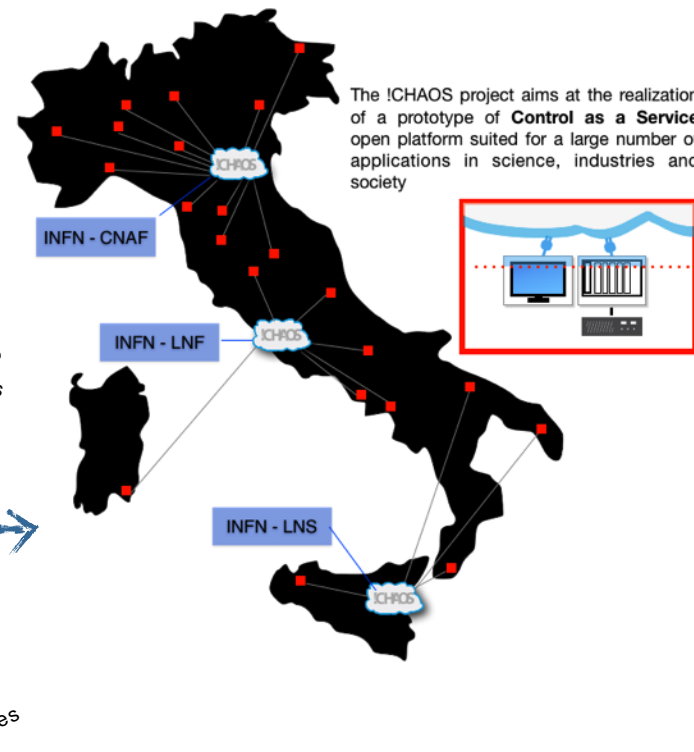 The !CHAOS project aims at the realization
of a prototype of Control as a Service
open platform suited for a large number of
applications in science, industries and
society
!CHAOS
INFN - CNAF
INFN - LNF
!CHAOS
INFN - LNS
!CHAOS